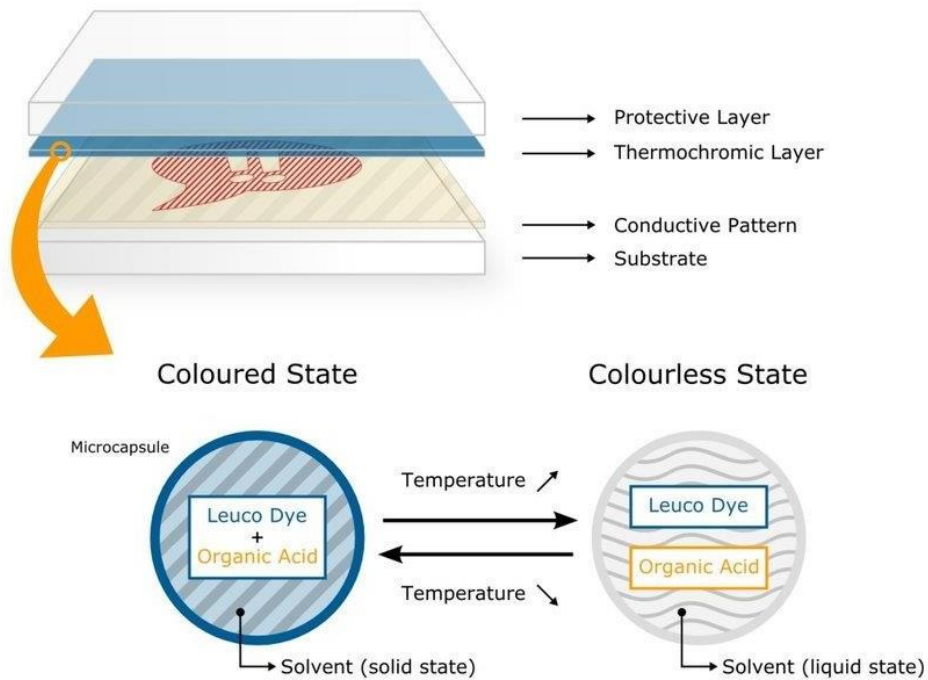 Protective Layer
Thermochromic Layer
Conductive Pattern
Substrate
Coloured State
Colourless State
Microcapsule
Temperature
Leuco Dye
+
Organic Acid
Leuco Dye
Organic Acid
Temperature
Solvent (solid state)
Solvent (liquid state)